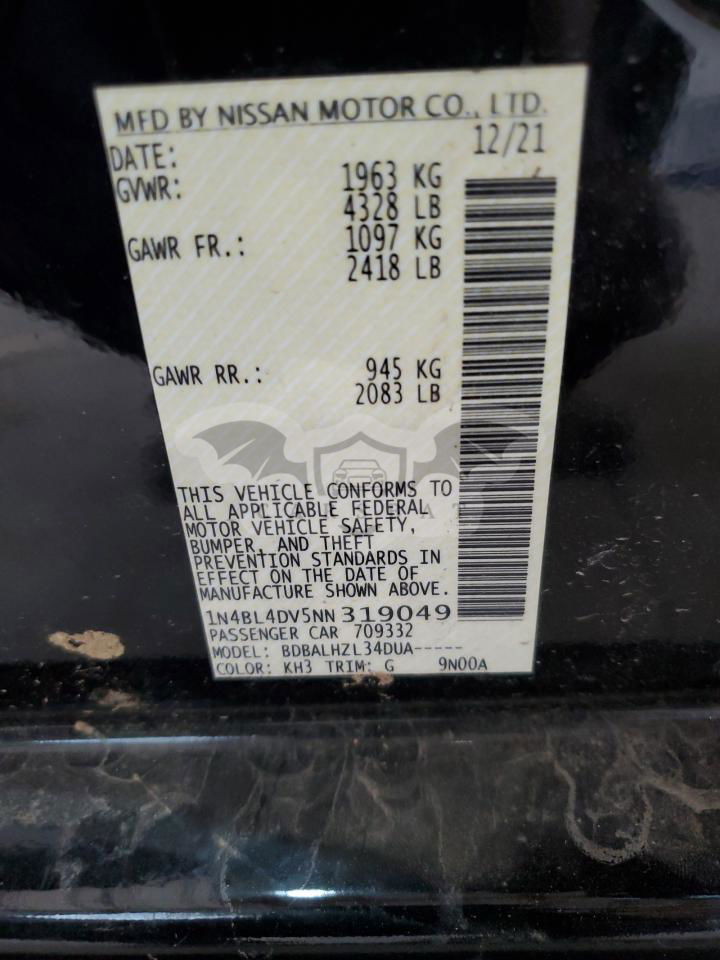 MFD BY NISSAN MOTOR CO., LTD.
DATE: 12/21
GVWR: 1963 KG
4328 LB
GAWR FR.: 1097 KG
2418 LB
GAWR RR.: 945 KG
2083 LB
THIS VEHICLE CONFORMS TO
ALL APPLICABLE FEDERAL
MOTOR VEHICLE SAFETY,
BUMPER, AND THEFT
PREVENTION STANDARDS IN
EFFECT ON THE DATE OF
MANUFACTURE SHOWN ABOVE.
1N4BL4DV5NN319049
PASSENGER CAR 709332
MODEL: BDBALHZL34DUA-----
COLOR: KH3 TRIM: G 9N00A